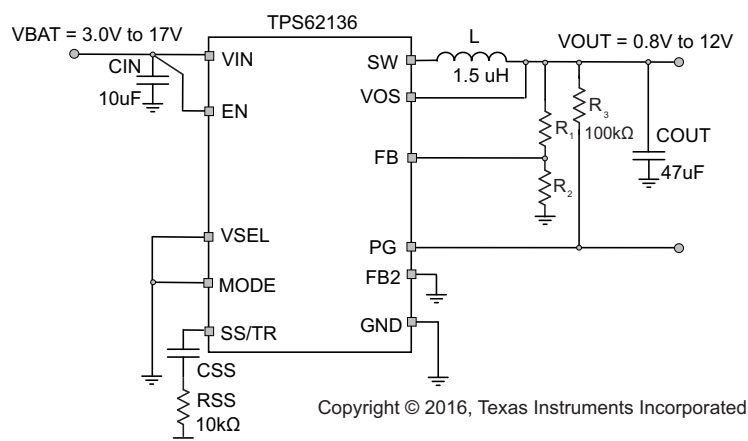 TPS62136
VBAT = 3.0V to 17V
VIN
SW
L
1.5 uH
VOUT = 0.8V to 12V
CIN
10uF
VOS
EN
R1
R3
100kΩ
COUT
47uF
FB
R2
VSEL
PG
MODE
FB2
SS/TR
GND
CSS
RSS
10kΩ
Copyright © 2016, Texas Instruments Incorporated